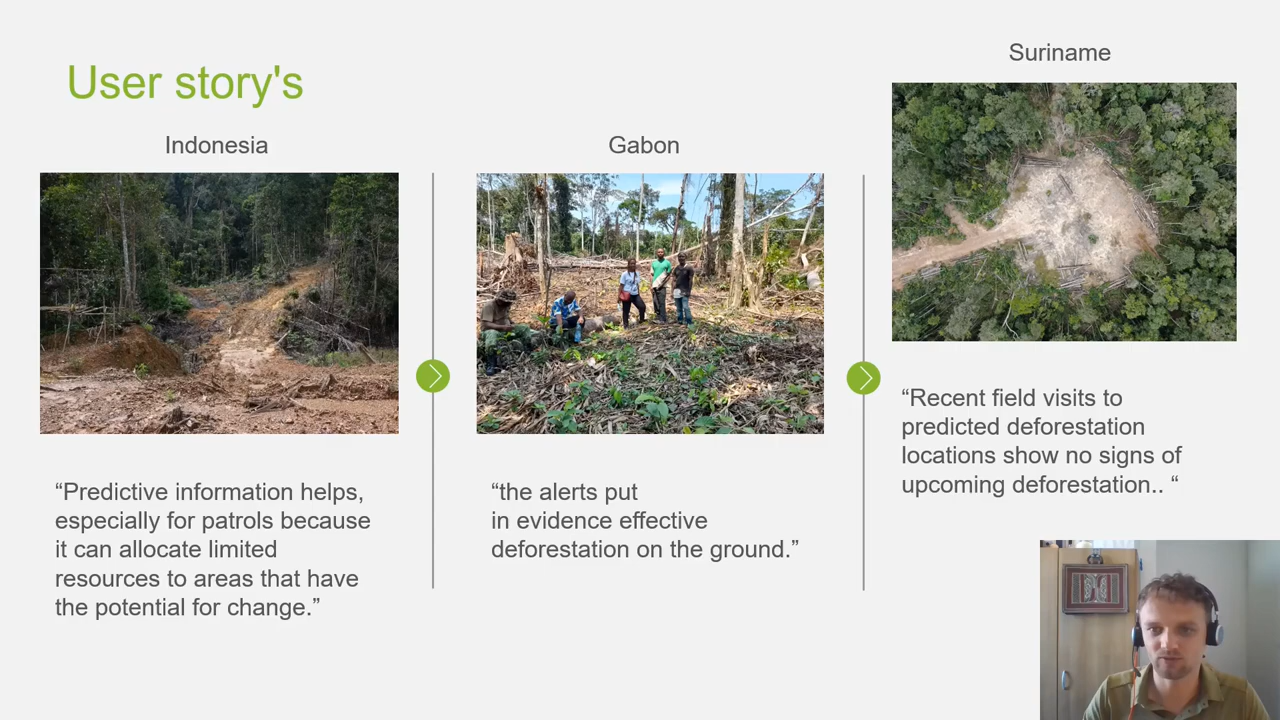 User story's
Indonesia
“Predictive information helps,
especially for patrols because
it can allocate limited
resources to areas that have
the potential for change.”
Gabon
“the alerts put
in evidence effective
deforestation on the ground.”
Suriname
“Recent field visits to
predicted deforestation
locations show no signs of
upcoming deforestation.. “